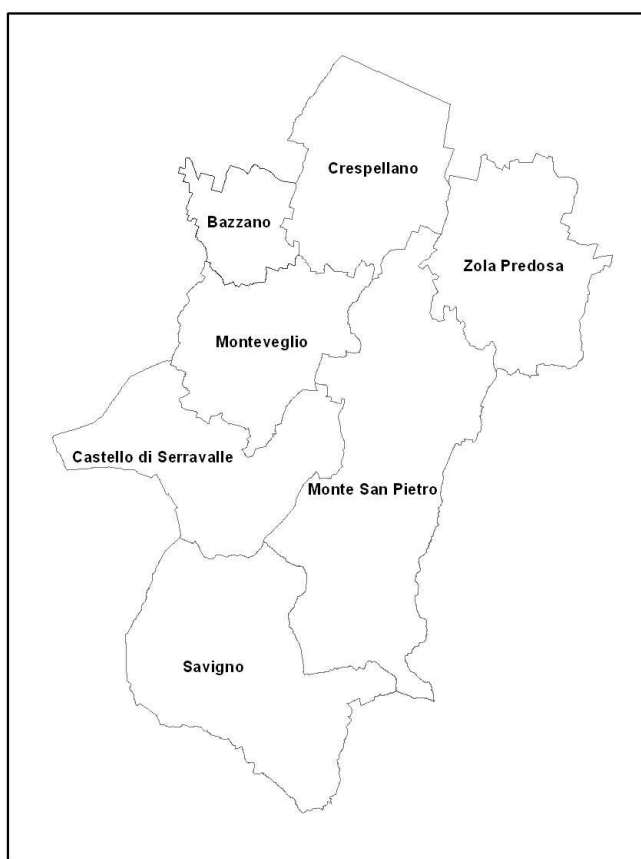 Crespellano
Bazzano
Zola Predosa
Monteveglio
Castello di Serravalle
Monte San Pietro
Savigno